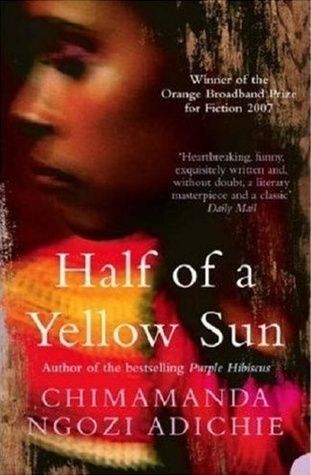 Winner of the
Orange Broadband Prize
for Fiction 2007
'Heartbreaking, funny,
exquisitely written and,
without doubt, a literary
masterpiece and a classic'
Daily Mail
Half of a
Yellow Sun
Author of the bestselling Purple Hibiscus
CHIMAMANDA
NGOZI ADICHIE